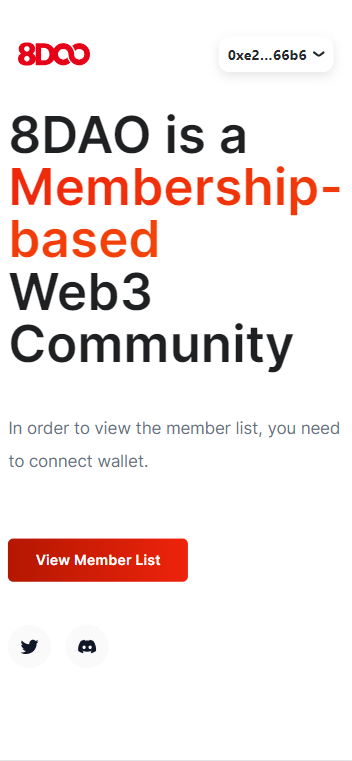 8DAO
0xe2...66b6
8DAO is a
Membership-
based
Web3
Community
In order to view the member list, you need
to connect wallet.
View Member List